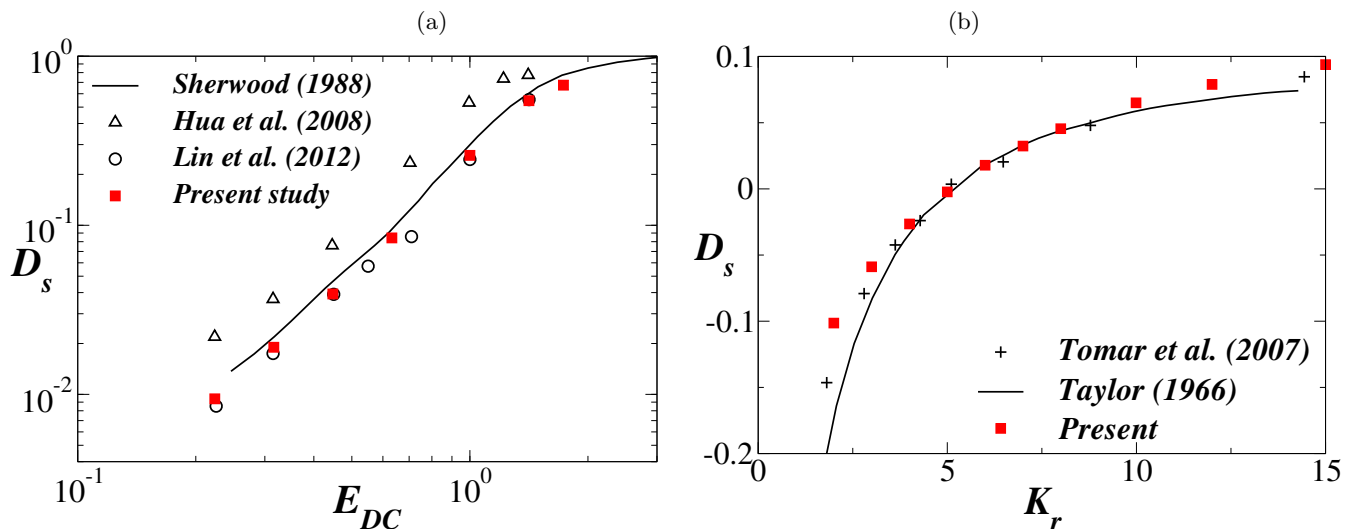 (a)
10^0
Sherwood (1988)
Hua et al. (2008)
Lin et al. (2012)
Present study
10^-1
D_s
10^-2
10^-1
10^0
E_DC
(b)
0.1
0
D_s
-0.1
Tomar et al. (2007)
Taylor (1966)
Present
-0.2
0
5
10
15
K_r